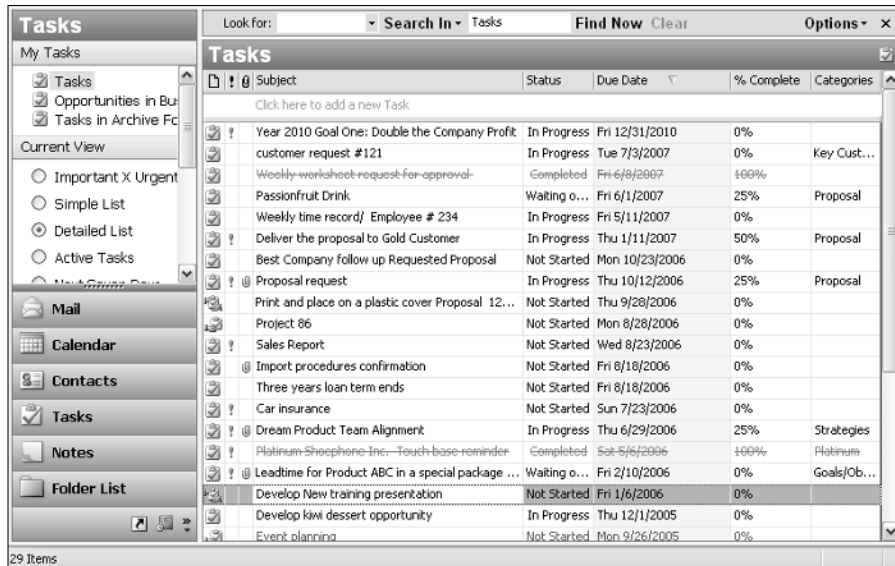 Tasks
My Tasks
Tasks
Opportunities in Bu
Tasks in Archive Fc
Current View
Important X Urgent
Simple List
Detailed List
Active Tasks
Mail
Calendar
Contacts
Tasks
Notes
Folder List
Look for: Search In Tasks Find Now Clear Options
Tasks
Subject Status Due Date % Complete Categories
Click here to add a new Task
Year 2010 Goal One: Double the Company Profit In Progress Fri 12/31/2010 0%
customer request #121 In Progress Tue 7/3/2007 0% Key Cust...
Weekly worksheet request for approval Completed Fri 6/8/2007 100%
Passionfruit Drink Waiting o... Fri 6/1/2007 25% Proposal
Weekly time record/ Employee # 234 In Progress Fri 5/11/2007 0%
Deliver the proposal to Gold Customer In Progress Thu 1/11/2007 50% Proposal
Best Company follow up Requested Proposal Not Started Mon 10/23/2006 0%
Proposal request In Progress Thu 10/12/2006 25% Proposal
Print and place on a plastic cover Proposal 12... Not Started Thu 9/28/2006 0%
Project 86 Not Started Mon 8/28/2006 0%
Sales Report Not Started Wed 8/23/2006 0%
Import procedures confirmation Not Started Fri 8/18/2006 0%
Three years loan term ends Not Started Fri 8/18/2006 0%
Car insurance Not Started Sun 7/23/2006 0%
Dream Product Team Alignment In Progress Thu 6/29/2006 25% Strategies
Platinum Shoephone Inc. Touch base reminder Completed Sat 5/6/2006 100% Platinum
Leadtime for Product ABC in a special package ... Waiting o... Fri 2/10/2006 0% Goals/Ob...
Develop New training presentation Not Started Fri 1/6/2006 0%
Develop kiwi dessert opportunity In Progress Thu 12/1/2005 0%
Event planning Not Started Mon 9/26/2005 0%
29 Items